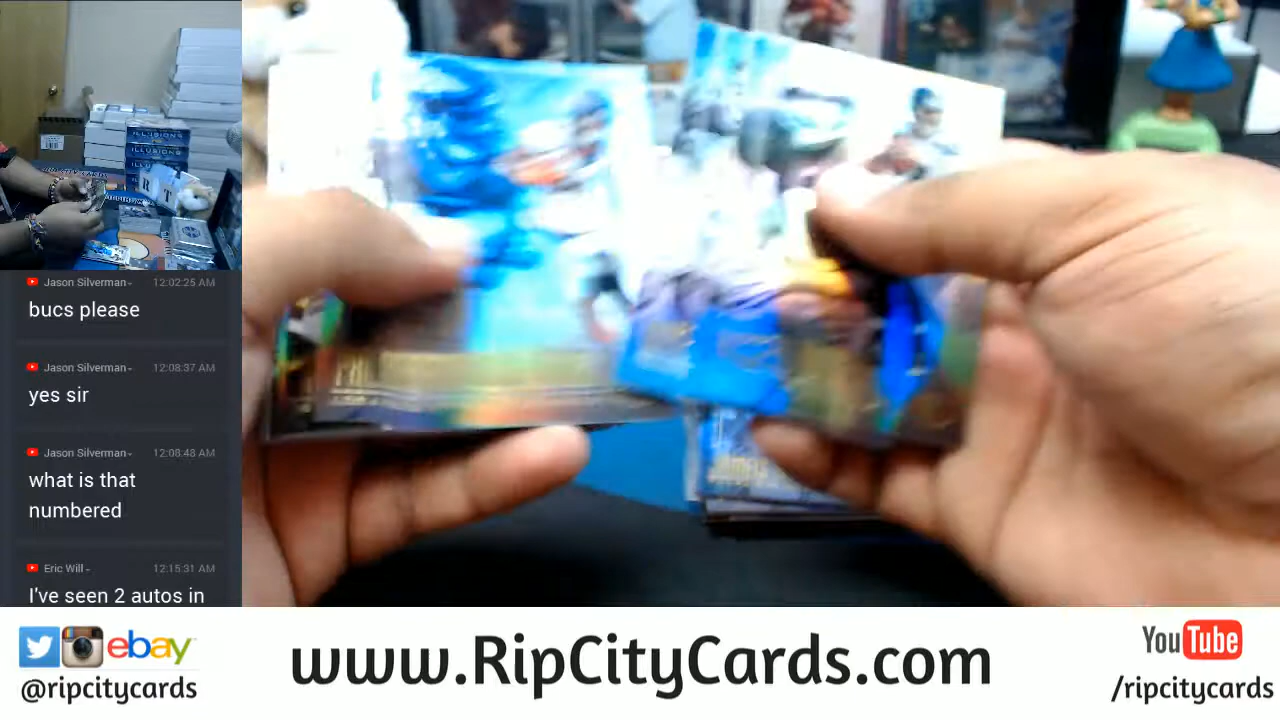 ILLUSIONS
R T
Jason Silverman- 12:02:25 AM
bucs please
Jason Silverman- 12:08:37 AM
yes sir
Jason Silverman- 12:08:48 AM
what is that
numbered
Eric Will- 12:15:31 AM
I've seen 2 autos in
ebay
@ripcitycards
www.RipCityCards.com
You Tube
/ripcitycards